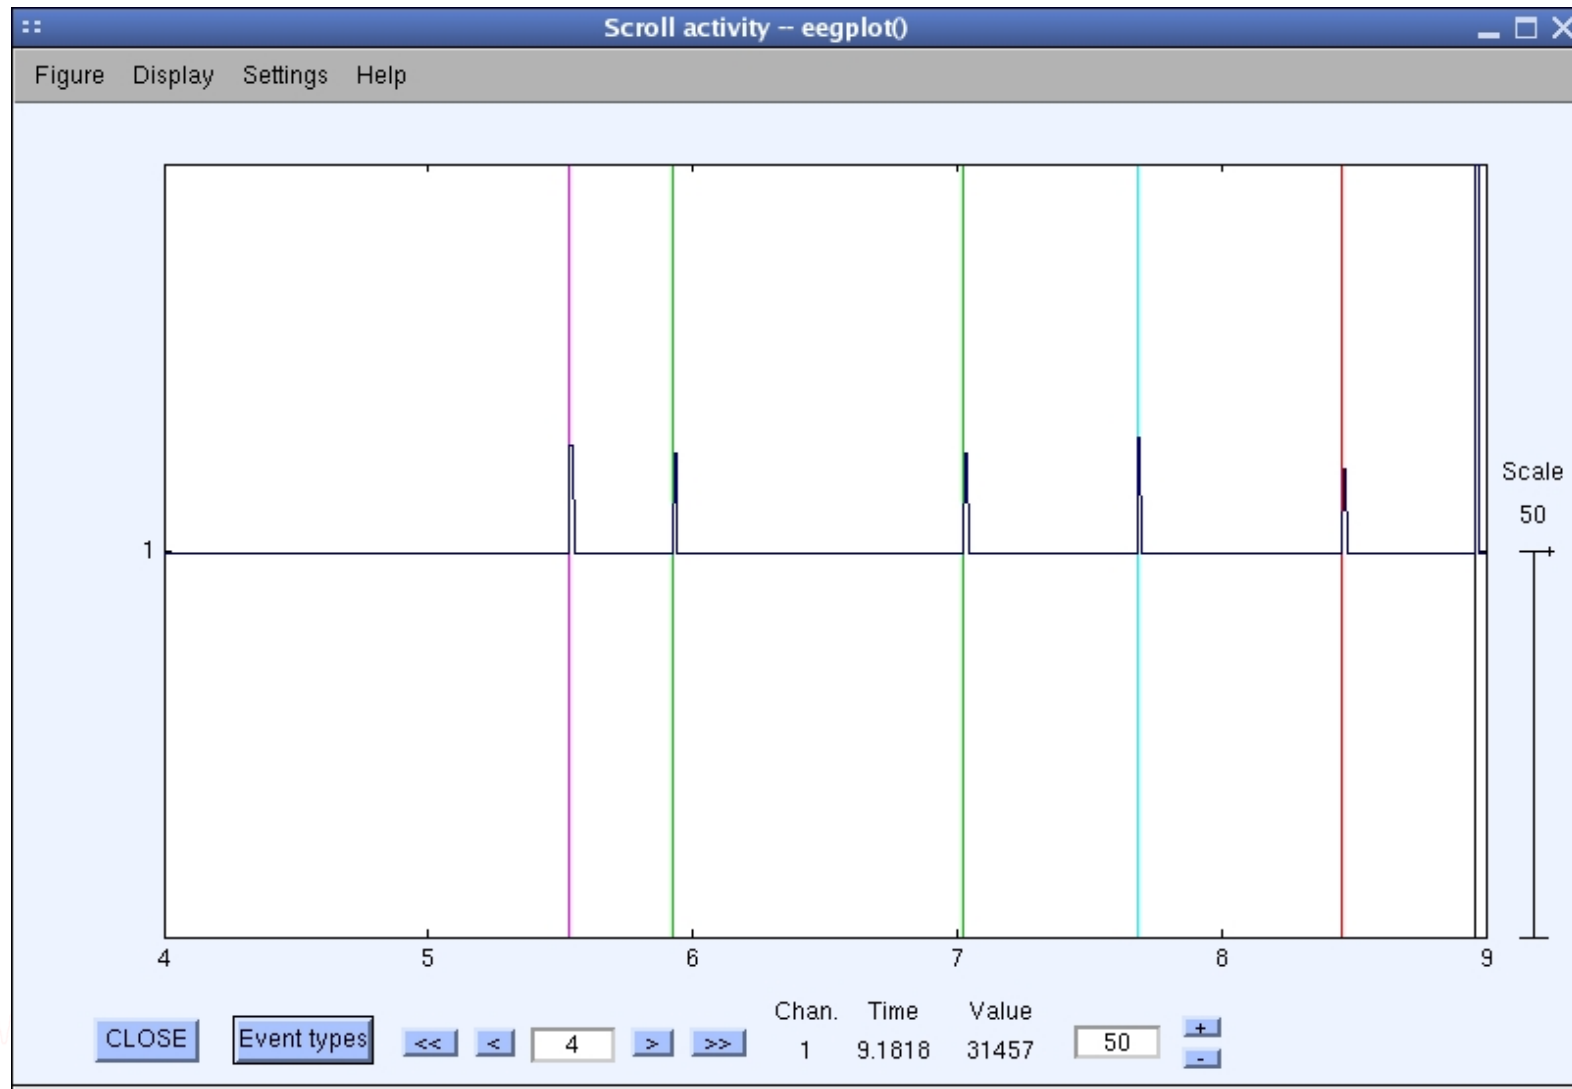 Scroll activity -- eegplot()
Figure Display Settings Help
Scale
50
+
1
4 5 6 7 8 9
Chan. Time Value
CLOSE Event types << < 4 > >> 1 9.1818 31457 50 +
-